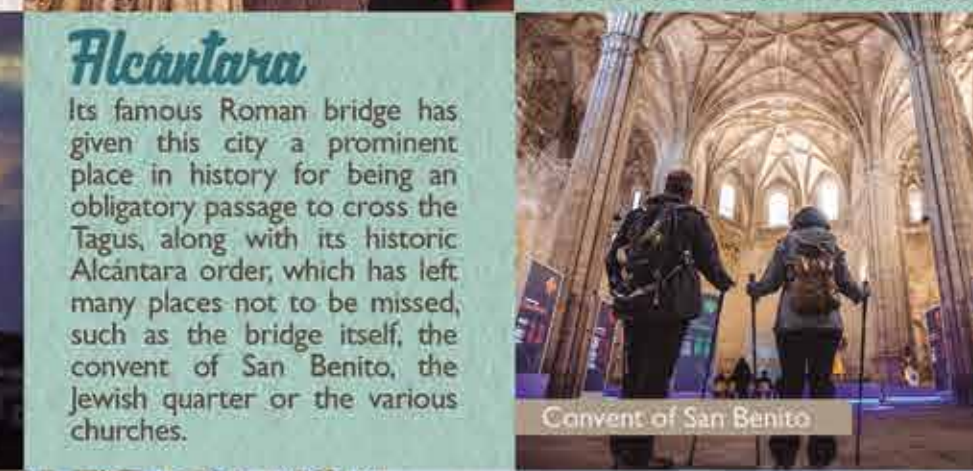 Alcántara
Its famous Roman bridge has
given this city a prominent
place in history for being an
obligatory passage to cross the
Tagus, along with its historic
Alcántara order, which has left
many places not to be missed,
such as the bridge itself, the
convent of San Benito, the
Jewish quarter or the various
churches.
Convent of San Benito